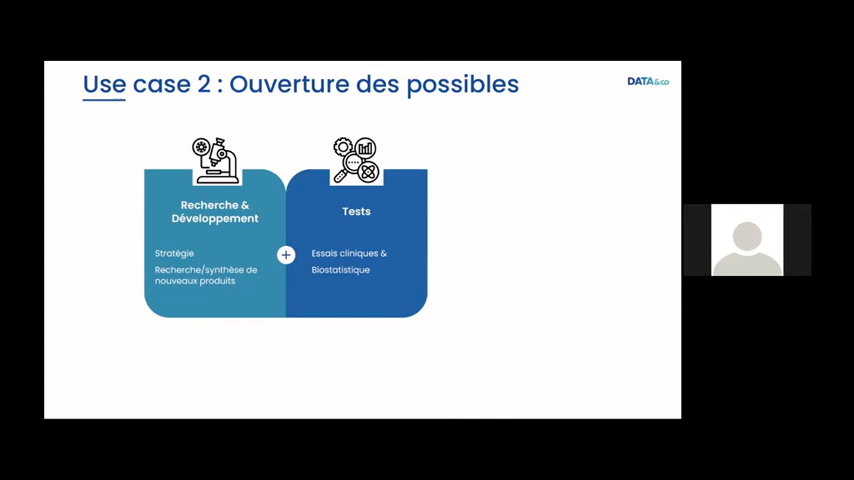 Use case 2 : Ouverture des possibles
DATA&co
Recherche &
Développement
Stratégie
Recherche/synthèse de
nouveaux produits
+
Tests
Essais cliniques &
Biostatistique